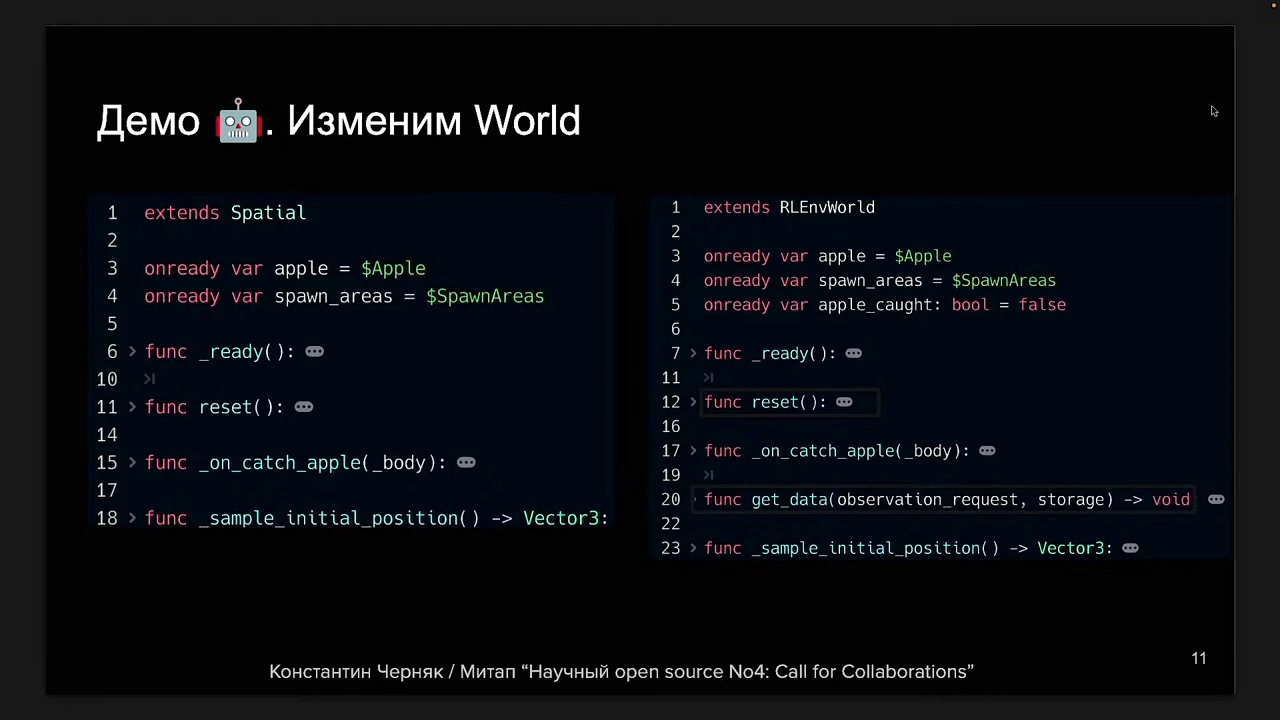 Демо 🤖. Изменим World
1 extends Spatial
2
3 onready var apple = $Apple
4 onready var spawn_areas = $SpawnAreas
5
6 func _ready():
10
11 func reset():
14
15 func _on_catch_apple(_body):
17
18 func _sample_initial_position() -> Vector3:
1 extends RLEnvWorld
2
3 onready var apple = $Apple
4 onready var spawn_areas = $SpawnAreas
5 onready var apple_caught: bool = false
6
7 func _ready():
11
12 func reset():
16
17 func _on_catch_apple(_body):
19
20 func get_data(observation_request, storage) -> void
22
23 func _sample_initial_position() -> Vector3:
Константин Черняк / Митап “Научный open source No4: Call for Collaborations”
11